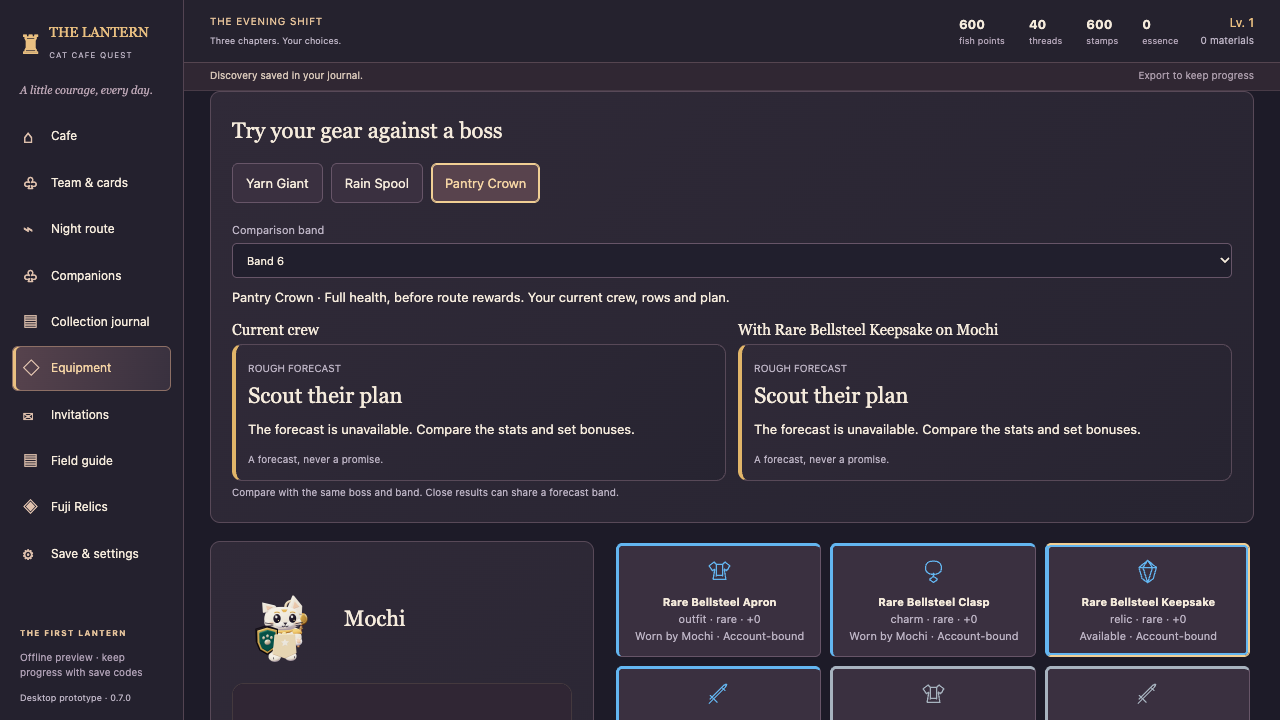 THE LANTERN
CAT CAFE QUEST
A little courage, every day.
Cafe
Team & cards
Night route
Companions
Collection journal
Equipment
Invitations
Field guide
Fuji Relics
Save & settings
THE FIRST LANTERN
Offline preview · keep
progress with save codes
Desktop prototype · 0.7.0
THE EVENING SHIFT
Three chapters. Your choices.
600
fish points
40
threads
600
stamps
0
essence
Lv. 1
0 materials
Discovery saved in your journal.
Export to keep progress
Try your gear against a boss
Yarn Giant
Rain Spool
Pantry Crown
Comparison band
Band 6
Pantry Crown · Full health, before route rewards. Your current crew, rows and plan.
Current crew
ROUGH FORECAST
Scout their plan
The forecast is unavailable. Compare the stats and set bonuses.
A forecast, never a promise.
With Rare Bellsteel Keepsake on Mochi
ROUGH FORECAST
Scout their plan
The forecast is unavailable. Compare the stats and set bonuses.
A forecast, never a promise.
Compare with the same boss and band. Close results can share a forecast band.
Mochi
Rare Bellsteel Apron
outfit · rare · +0
Worn by Mochi · Account-bound
Rare Bellsteel Clasp
charm · rare · +0
Worn by Mochi · Account-bound
Rare Bellsteel Keepsake
relic · rare · +0
Available · Account-bound